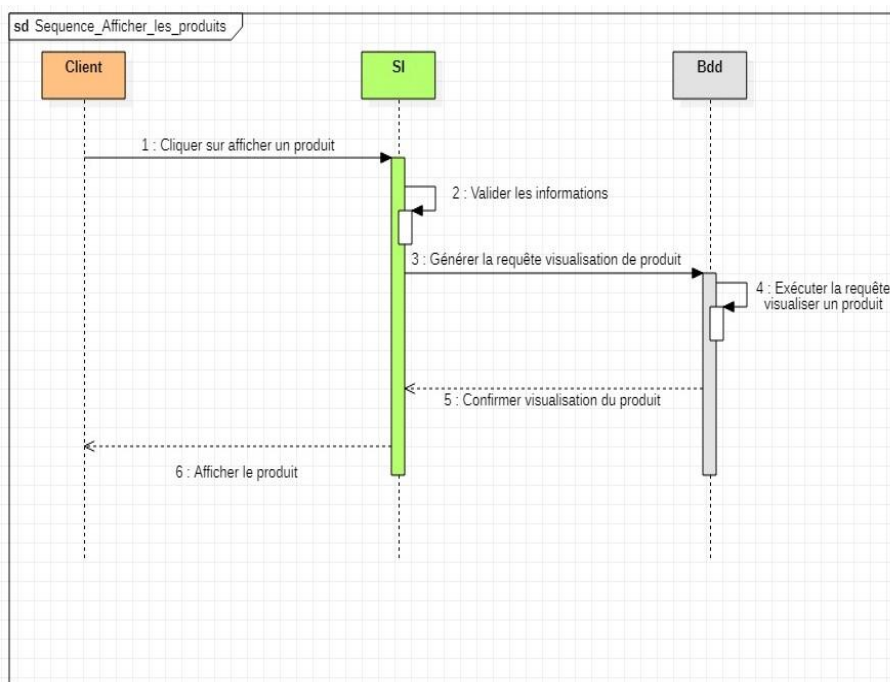 sd Sequence_Afficher_les_produits
Client
SI
Bdd
1 : Cliquer sur afficher un produit
2 : Valider les informations
3 : Générer la requête visualisation de produit
4 : Exécuter la requête
visualiser un produit
5 : Confirmer visualisation du produit
6 : Afficher le produit